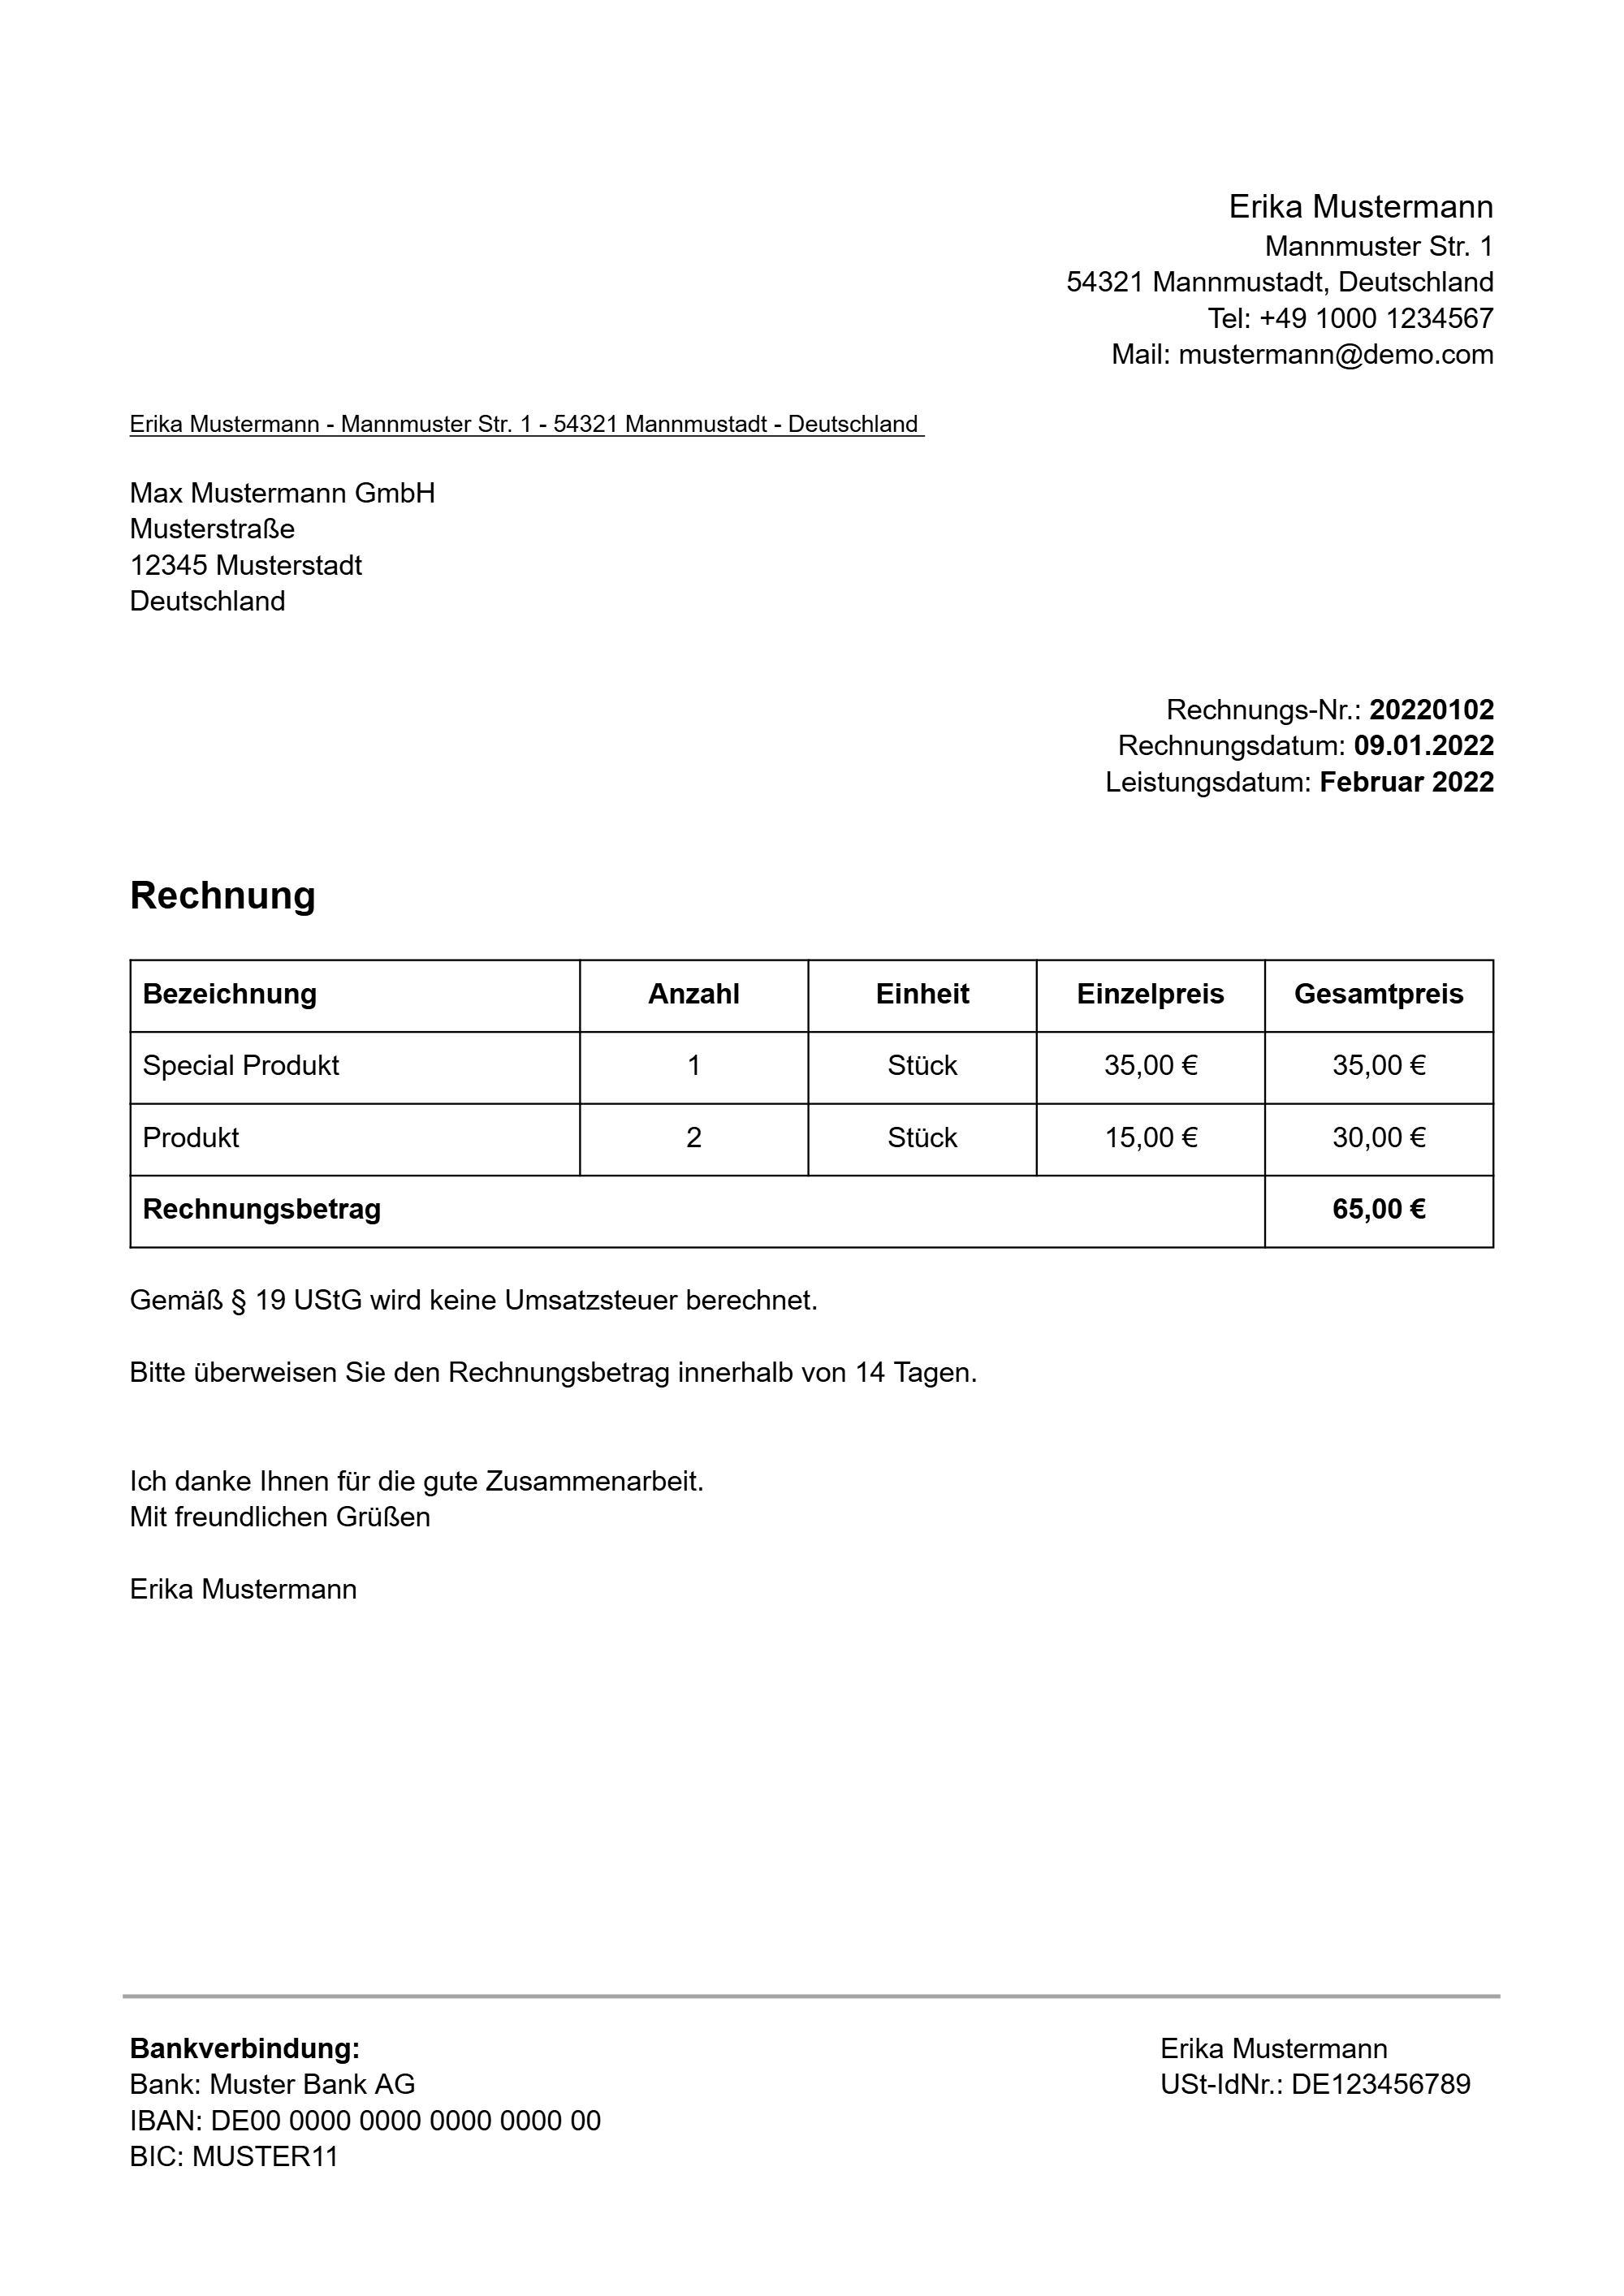 Erika Mustermann
Mannmuster Str. 1
54321 Mannmustadt, Deutschland
Tel: +49 1000 1234567
Mail: mustermann@demo.com
Erika Mustermann - Mannmuster Str. 1 - 54321 Mannmustadt - Deutschland
Max Mustermann GmbH
Musterstraße
12345 Musterstadt
Deutschland
Rechnungs-Nr.: 20220102
Rechnungsdatum: 09.01.2022
Leistungsdatum: Februar 2022
Rechnung
Bezeichnung Anzahl Einheit Einzelpreis Gesamtpreis
Special Produkt 1 Stück 35,00 € 35,00 €
Produkt 2 Stück 15,00 € 30,00 €
Rechnungsbetrag 65,00 €
Gemäß § 19 UStG wird keine Umsatzsteuer berechnet.
Bitte überweisen Sie den Rechnungsbetrag innerhalb von 14 Tagen.
Ich danke Ihnen für die gute Zusammenarbeit.
Mit freundlichen Grüßen
Erika Mustermann
Bankverbindung:
Bank: Muster Bank AG
IBAN: DE00 0000 0000 0000 0000 00
BIC: MUSTER11
Erika Mustermann
USt-IdNr.: DE123456789